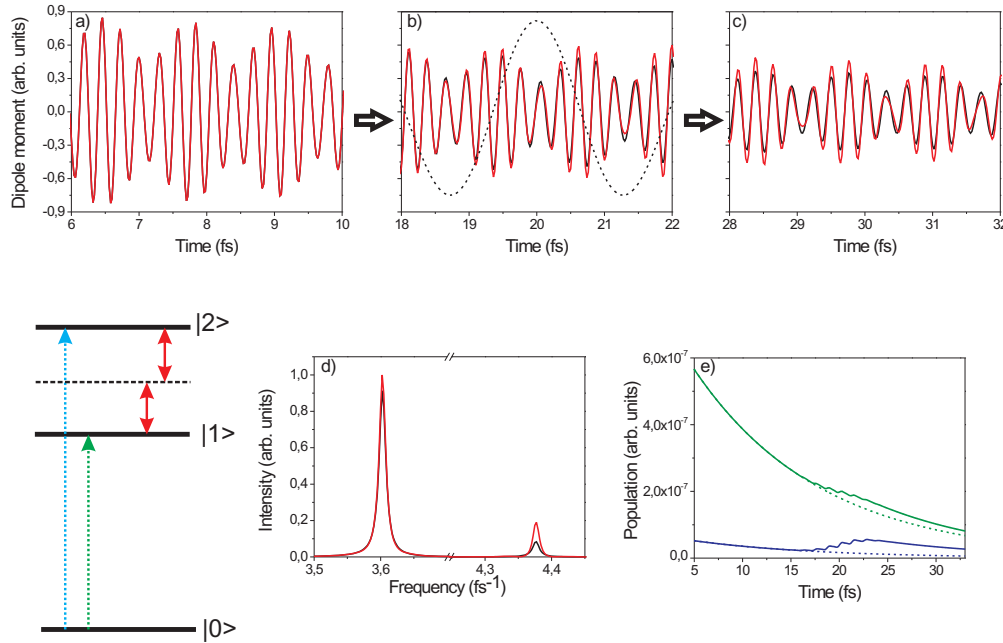 a)
b)
c)
Dipole moment (arb. units)
0,9
0,6
0,3
0,0
-0,3
-0,6
-0,9
6 7 8 9 10
Time (fs)
18 19 20 21 22
Time (fs)
28 29 30 31 32
Time (fs)
|2>
|1>
|0>
d)
Intensity (arb. units)
1,0
0,8
0,6
0,4
0,2
0,0
3,5 3,6 4,3 4,4
Frequency (fs-1)
e)
Population (arb. units)
6,0x10-7
4,0x10-7
2,0x10-7
0,0
5 10 15 20 25 30
Time (fs)